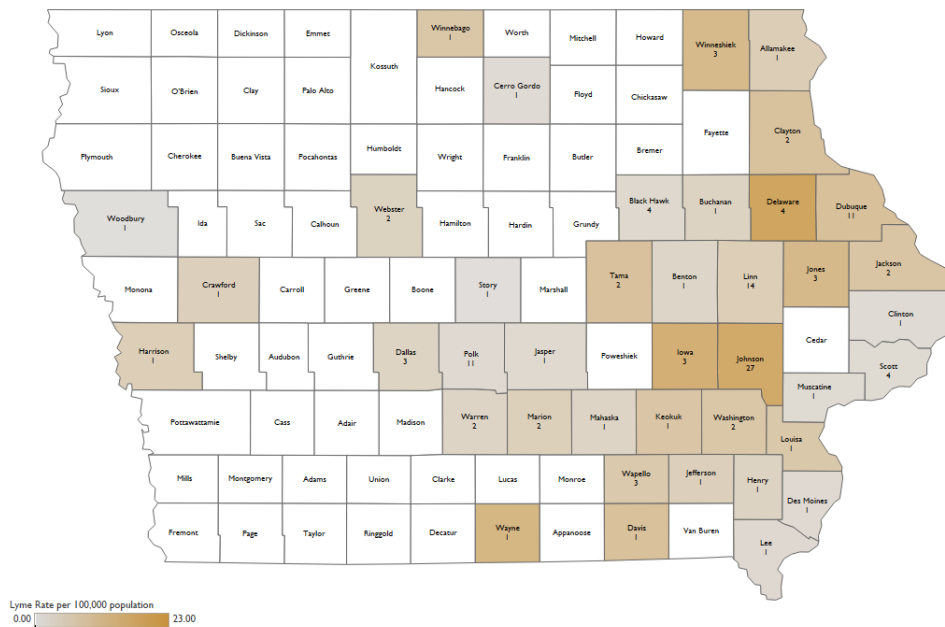 Lyon
Osceola
Dickinson
Emmet
Winnebago
1
Worth
Mitchell
Howard
Winneshiek
3
Allamakee
1
Kossuth
Sioux
O'Brien
Clay
Palo Alto
Hancock
Cerro Gordo
1
Floyd
Chickasaw
Fayette
Clayton
2
Plymouth
Cherokee
Buena Vista
Pocahontas
Humboldt
Wright
Franklin
Butler
Bremer
Woodbury
1
Ida
Sac
Calhoun
Webster
2
Hamilton
Hardin
Grundy
Black Hawk
4
Buchanan
1
Delaware
4
Dubuque
11
Monona
Crawford
1
Carroll
Greene
Boone
Story
1
Marshall
Tama
2
Benton
1
Linn
14
Jones
3
Jackson
2
Clinton
1
Harrison
1
Shelby
Audubon
Guthrie
Dallas
3
Polk
11
Jasper
1
Poweshiek
Iowa
3
Johnson
27
Cedar
Scott
4
Muscatine
1
Pottawattamie
Cass
Adair
Madison
Warren
2
Marion
2
Mahaska
1
Keokuk
1
Washington
2
Louisa
1
Mills
Montgomery
Adams
Union
Clarke
Lucas
Monroe
Wapello
3
Jefferson
1
Henry
1
Des Moines
1
Fremont
Page
Taylor
Ringgold
Decatur
Wayne
1
Appanoose
Davis
1
Van Buren
Lee
1
Lyme Rate per 100,000 population
0.00 23.00